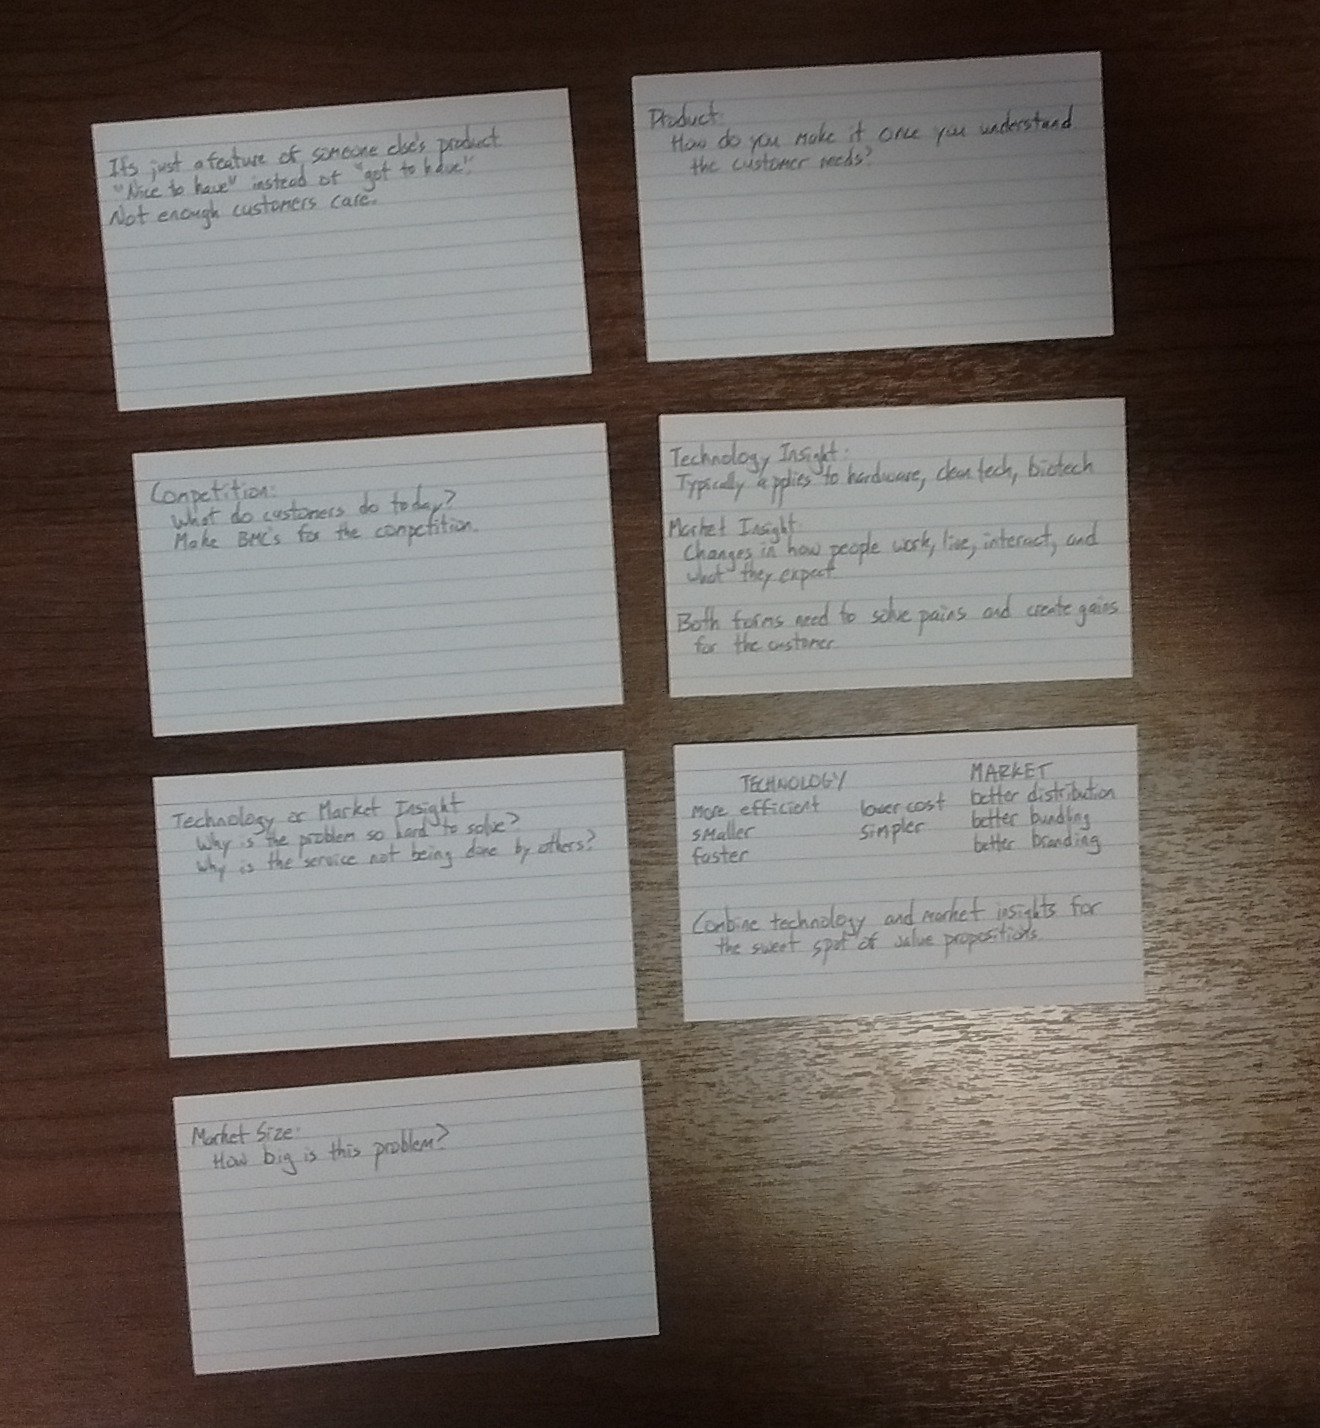 It's just a feature of someone else's product.
"Nice to have" instead of "got to have".
Not enough customers care.
Competition:
What do customers do today?
Make BMC's for the competition.
Technology or Market Insight
Why is the problem so hard to solve?
Why is the service not being done by others?
Market Size:
How big is this problem?
Product:
How do you make it once you understand
the customer needs?
Technology Insight:
Typically applies to hardware, clean tech, biotech
Market Insight:
Changes in how people work, live, interact, and
what they expect.
Both forms need to solve pains and create gains
for the customer.
TECHNOLOGY MARKET
more efficient lower cost better distribution
smaller simpler better bundling
faster better branding
Combine technology and market insights for
the sweet spot of value propositions.